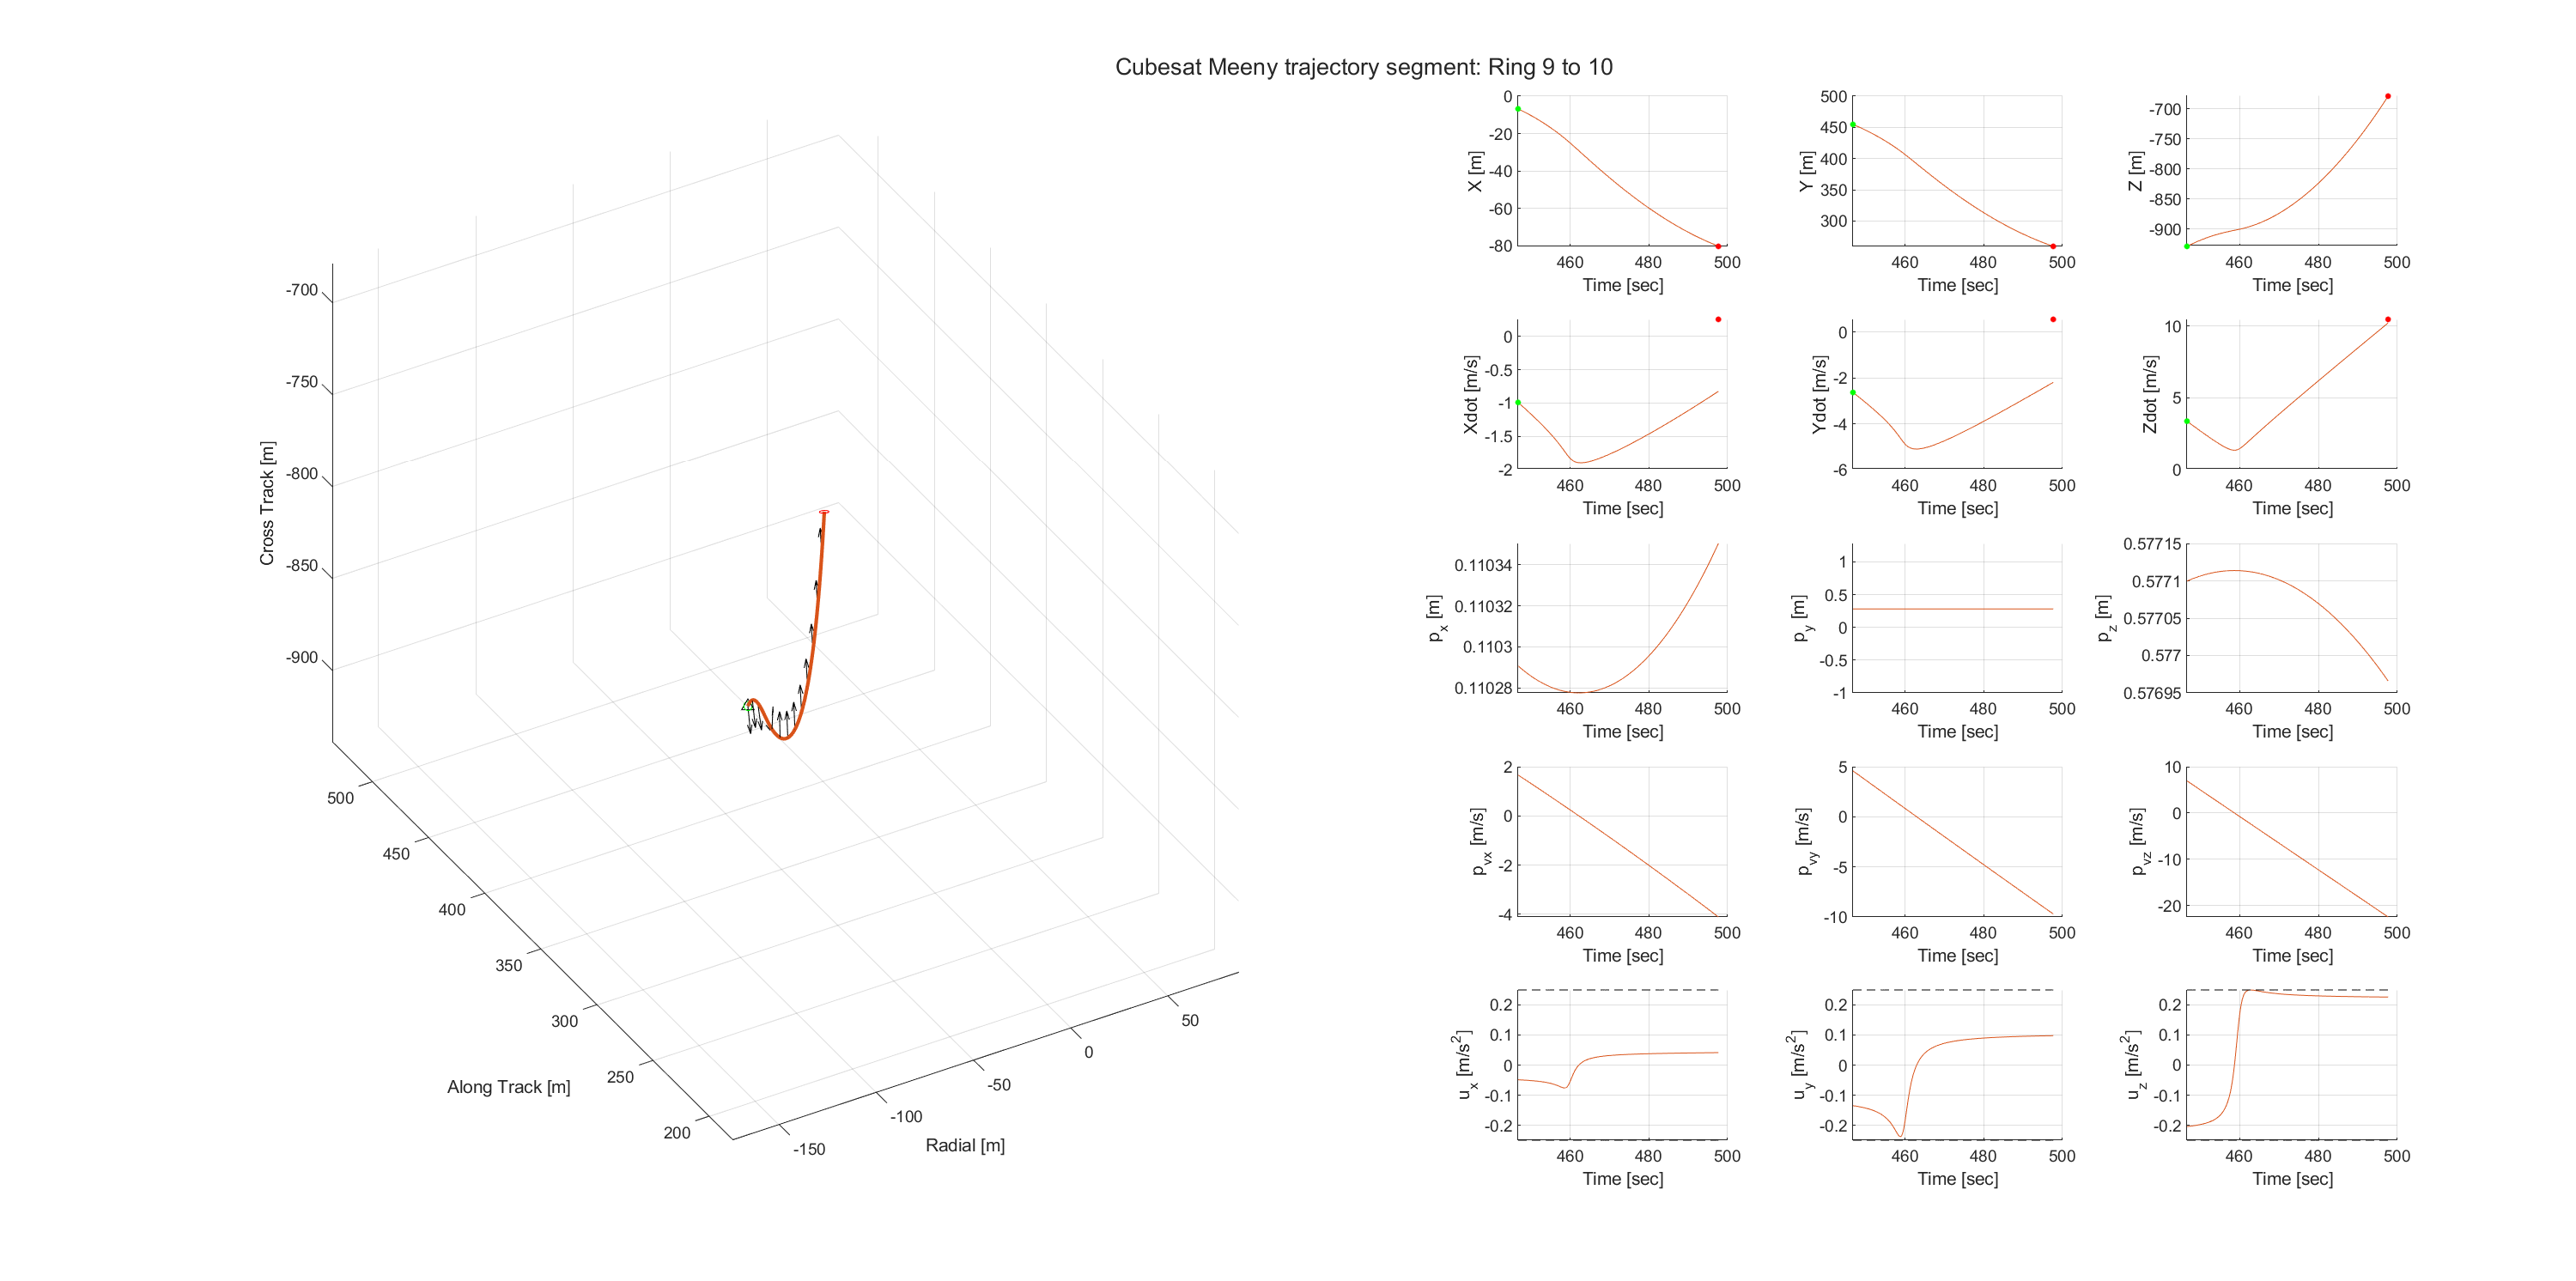 Cubesat Meeny trajectory segment: Ring 9 to 10
-700
-750
-800
-850
-900
Cross Track [m]
500
450
400
350
300
250
200
Along Track [m]
-150
-100
-50
0
50
Radial [m]
0
-20
-40
-60
-80
X [m]
460 480 500
Time [sec]
500
450
400
350
300
Y [m]
460 480 500
Time [sec]
-700
-750
-800
-850
-900
Z [m]
460 480 500
Time [sec]
0
-0.5
-1
-1.5
-2
Xdot [m/s]
460 480 500
Time [sec]
0
-2
-4
-6
Ydot [m/s]
460 480 500
Time [sec]
10
5
0
Zdot [m/s]
460 480 500
Time [sec]
0.11034
0.11032
0.1103
0.11028
p_x [m]
460 480 500
Time [sec]
1
0.5
0
-0.5
-1
p_y [m]
460 480 500
Time [sec]
0.57715
0.5771
0.57705
0.577
0.57695
p_z [m]
460 480 500
Time [sec]
2
0
-2
-4
p_vx [m/s]
460 480 500
Time [sec]
5
0
-5
-10
p_vy [m/s]
460 480 500
Time [sec]
10
0
-10
-20
p_vz [m/s]
460 480 500
Time [sec]
0.2
0.1
0
-0.1
-0.2
u_x [m/s²]
460 480 500
Time [sec]
0.2
0.1
0
-0.1
-0.2
u_y [m/s²]
460 480 500
Time [sec]
0.2
0.1
0
-0.1
-0.2
u_z [m/s²]
460 480 500
Time [sec]